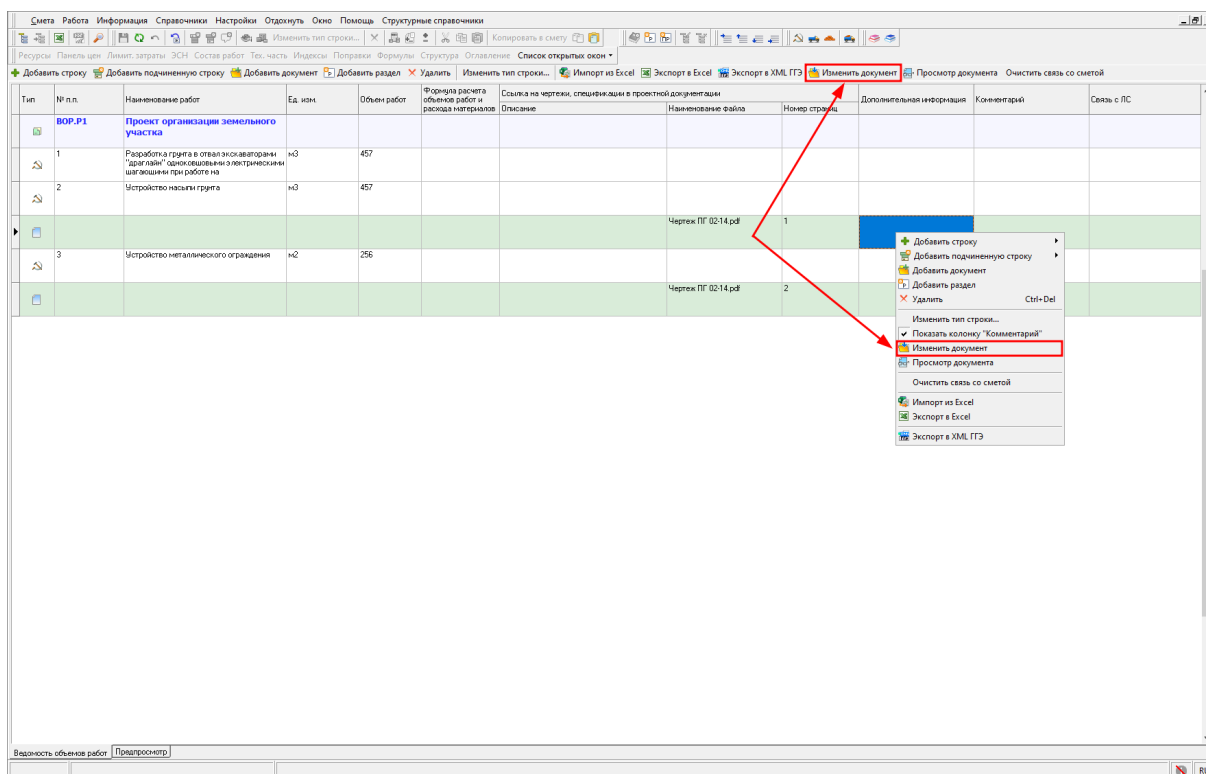 Смета Работа Информация Справочники Настройки Отдохнуть Окно Помощь Структурные справочники
Изменить тип строки... Копировать в смету
Ресурсы Панель цен Лимит. затраты ЭСН Состав работ Тех. часть Индексы Поправки Формулы Структура Оглавление Список открытых окон
Добавить строку Добавить подчиненную строку Добавить документ Добавить раздел Удалить Изменить тип строки... Импорт из Excel Экспорт в Excel Экспорт в XML ГГЭ Изменить документ Просмотр документа Очистить связь со сметой
Тип № п.п. Наименование работ Ед. изм. Объем работ Формула расчета объемов работ и расхода материалов Ссылка на чертежи, спецификации в проектной документации Дополнительная информация Комментарий Связь с ЛС
Описание Наименование файла Номер страниц
ВОР.Р1 Проект организации земельного
участка
1 Разработка грунта в отвал экскаваторами м3 457
"драглайн" одноковшовыми электрическими
шагающими при работе на
2 Устройство насыпи грунта м3 457
Чертеж ПГ 02-14.pdf 1
3 Устройство металлического ограждения м2 256
Чертеж ПГ 02-14.pdf 2
Добавить строку
Добавить подчиненную строку
Добавить документ
Добавить раздел
Удалить Ctrl+Del
Изменить тип строки...
Показать колонку "Комментарий"
Изменить документ
Просмотр документа
Очистить связь со сметой
Импорт из Excel
Экспорт в Excel
Экспорт в XML ГГЭ
Ведомость объемов работ Предпросмотр